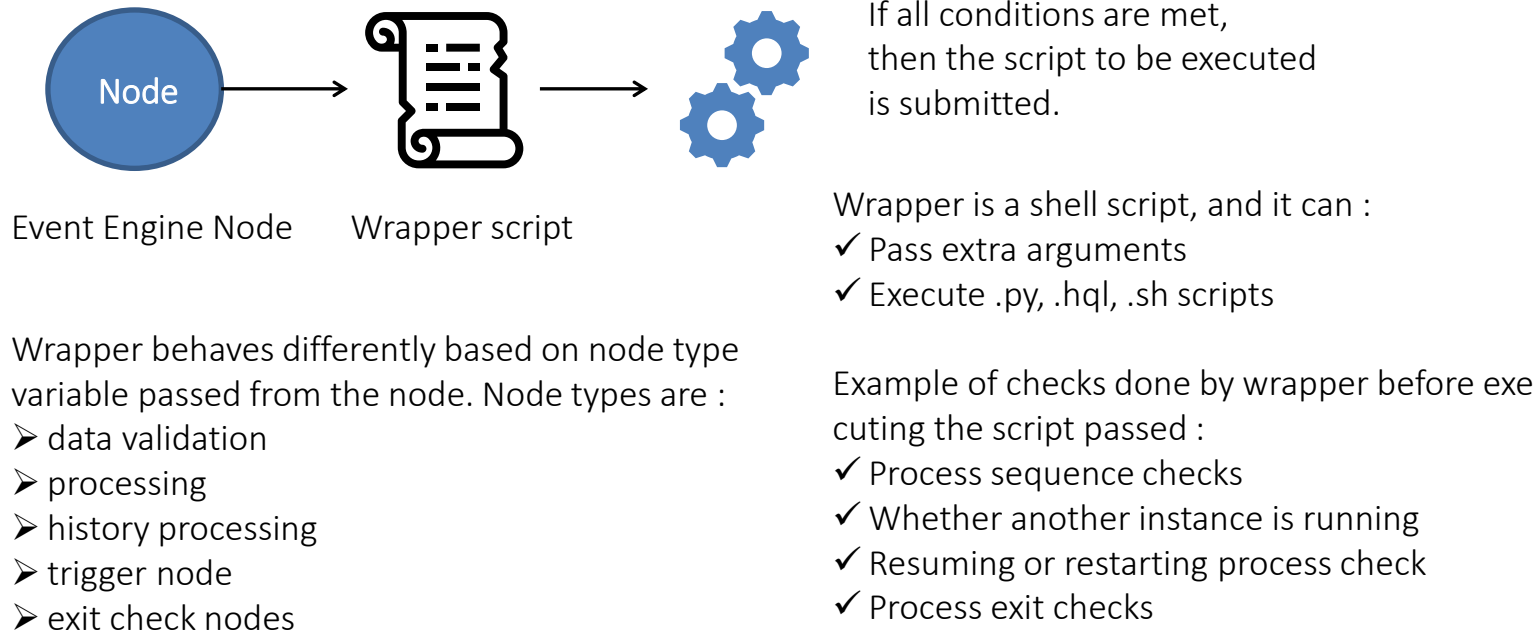 Node
If all conditions are met,
then the script to be executed
is submitted.
Event Engine Node
Wrapper script
Wrapper behaves differently based on node type
variable passed from the node. Node types are :
➢ data validation
➢ processing
➢ history processing
➢ trigger node
➢ exit check nodes
Wrapper is a shell script, and it can :
✓ Pass extra arguments
✓ Execute .py, .hql, .sh scripts
Example of checks done by wrapper before exe
cuting the script passed :
✓ Process sequence checks
✓ Whether another instance is running
✓ Resuming or restarting process check
✓ Process exit checks